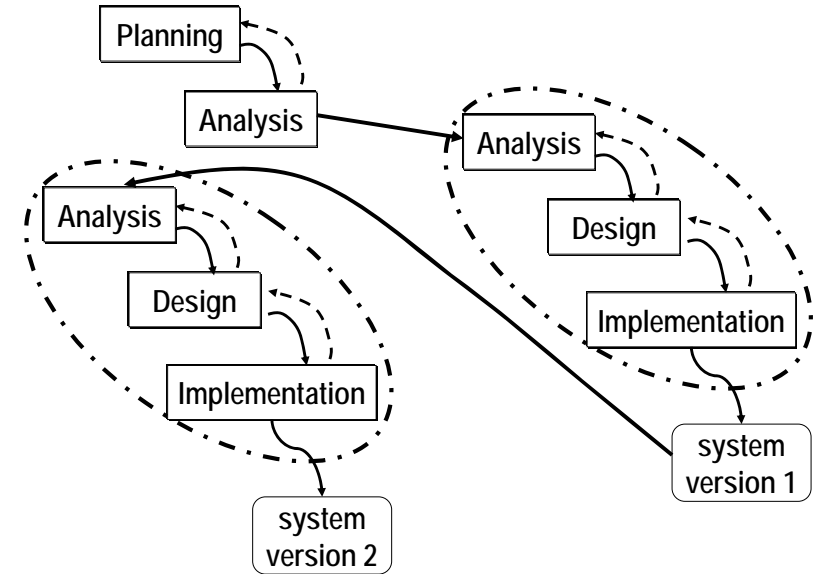 Planning
Analysis
Analysis
Design
Implementation
system
version 1
Analysis
Design
Implementation
system
version 2